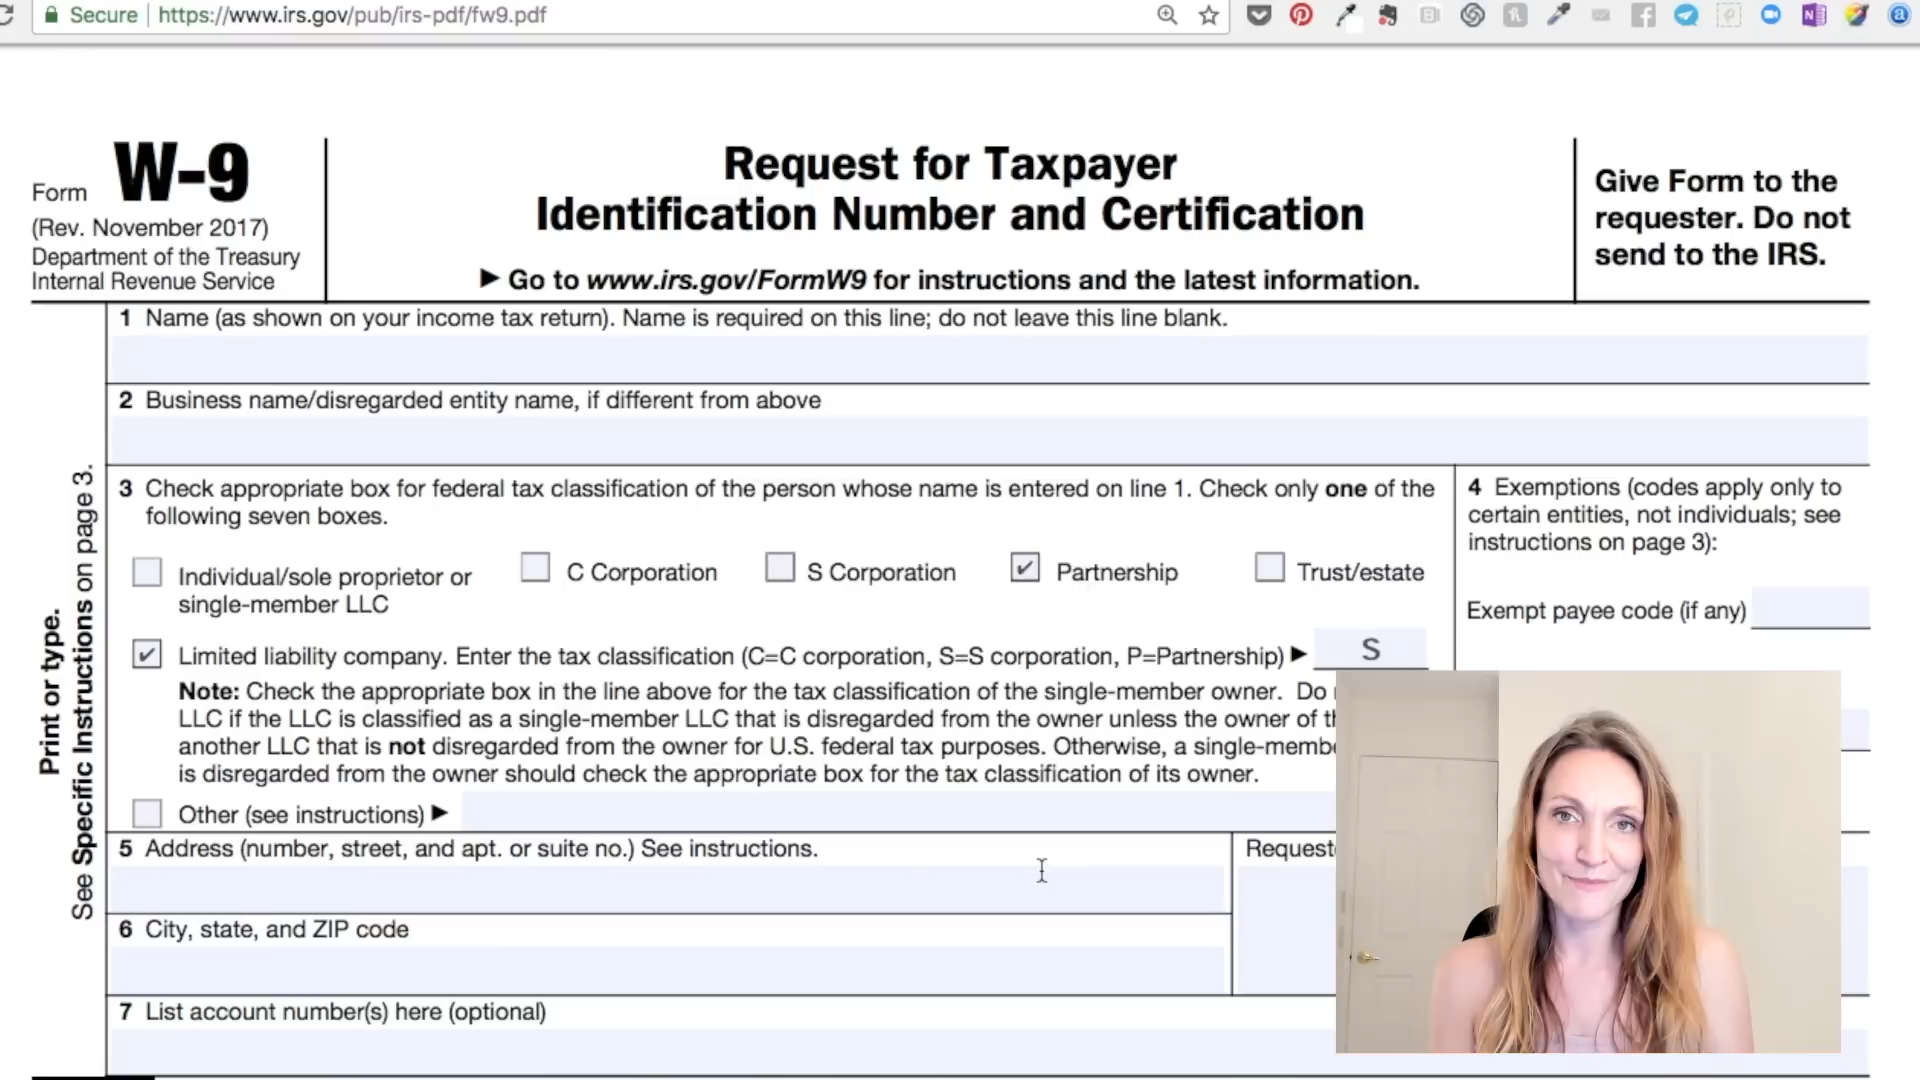 Secure https://www.irs.gov/pub/irs-pdf/fw9.pdf
Form W-9
(Rev. November 2017)
Department of the Treasury
Internal Revenue Service
Request for Taxpayer
Identification Number and Certification
▶ Go to www.irs.gov/FormW9 for instructions and the latest information.
Give Form to the
requester. Do not
send to the IRS.
Print or type.
See Specific Instructions on page 3.
1 Name (as shown on your income tax return). Name is required on this line; do not leave this line blank.
2 Business name/disregarded entity name, if different from above
3 Check appropriate box for federal tax classification of the person whose name is entered on line 1. Check only one of the
following seven boxes.
Individual/sole proprietor or
single-member LLC
C Corporation
S Corporation
✔ Partnership
Trust/estate
✔ Limited liability company. Enter the tax classification (C=C corporation, S=S corporation, P=Partnership) ▶ S
Note: Check the appropriate box in the line above for the tax classification of the single-member owner. Do
LLC if the LLC is classified as a single-member LLC that is disregarded from the owner unless the owner of
another LLC that is not disregarded from the owner for U.S. federal tax purposes. Otherwise, a
is disregarded from the owner should check the appropriate box for the tax classification of its owner.
Other (see instructions) ▶
4 Exemptions (codes apply only to
certain entities, not individuals; see
instructions on page 3):
Exempt payee code (if any)
5 Address (number, street, and apt. or suite no.) See instructions.
Request
6 City, state, and ZIP code
7 List account number(s) here (optional)